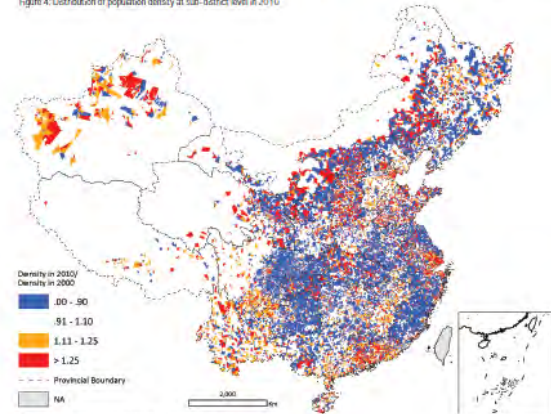 Figure 4: Distribution of population density at sub-district level in 2010
Density in 2010/
Density in 2000
.00 - .90
.91 - 1.10
1.11 - 1.25
> 1.25
Provincial Boundary
NA
2,000
Km